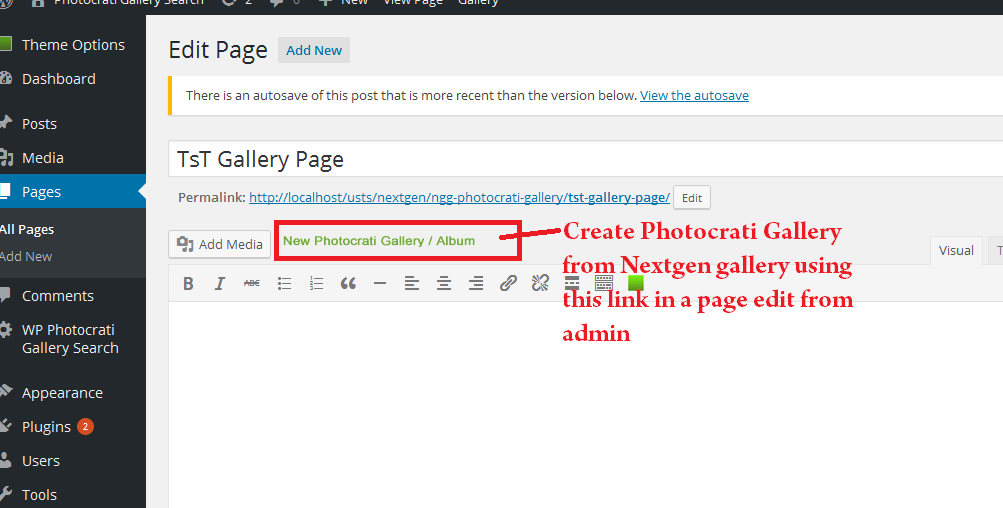 Photocrati Gallery Search 2 0 New View Page Gallery
Theme Options
Dashboard
Posts
Media
Pages
All Pages
Add New
Comments
WP Photocrati
Gallery Search
Appearance
Plugins 2
Users
Tools
Edit Page Add New
There is an autosave of this post that is more recent than the version below. View the autosave
TsT Gallery Page
Permalink: http://localhost/usts/nextgen/ngg-photocrati-gallery/tst-gallery-page/ Edit
Add Media New Photocrati Gallery / Album
Visual T
B I ABC
Create Photocrati Gallery
from Nextgen gallery using
this link in a page edit from
admin